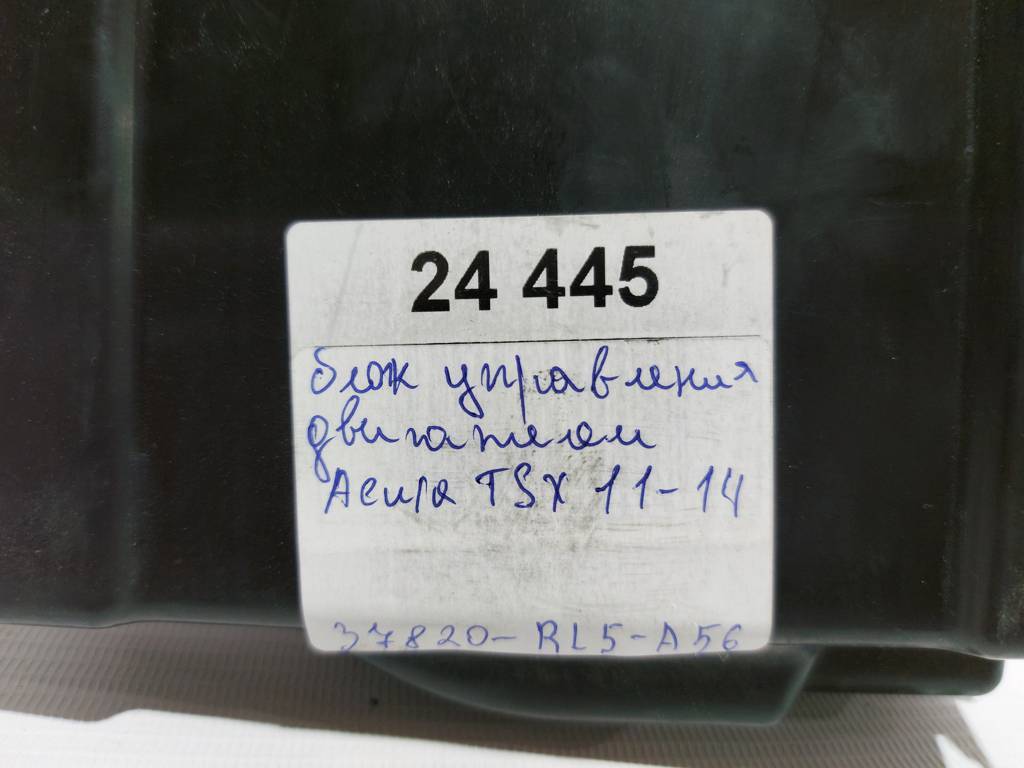 24 445
блок управления
двигателем
Acura TSX 11-14
37820-RL5-A56